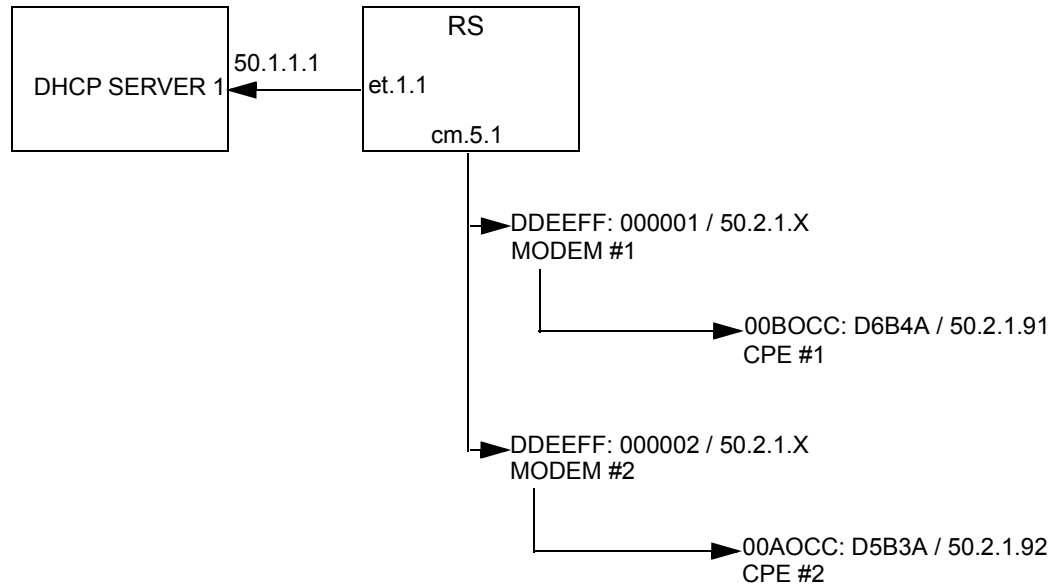 RS
50.1.1.1
DHCP SERVER 1
et.1.1
cm.5.1
DDEEFF: 000001 / 50.2.1.X
MODEM #1
00BOCC: D6B4A / 50.2.1.91
CPE #1
DDEEFF: 000002 / 50.2.1.X
MODEM #2
00AOCC: D5B3A / 50.2.1.92
CPE #2